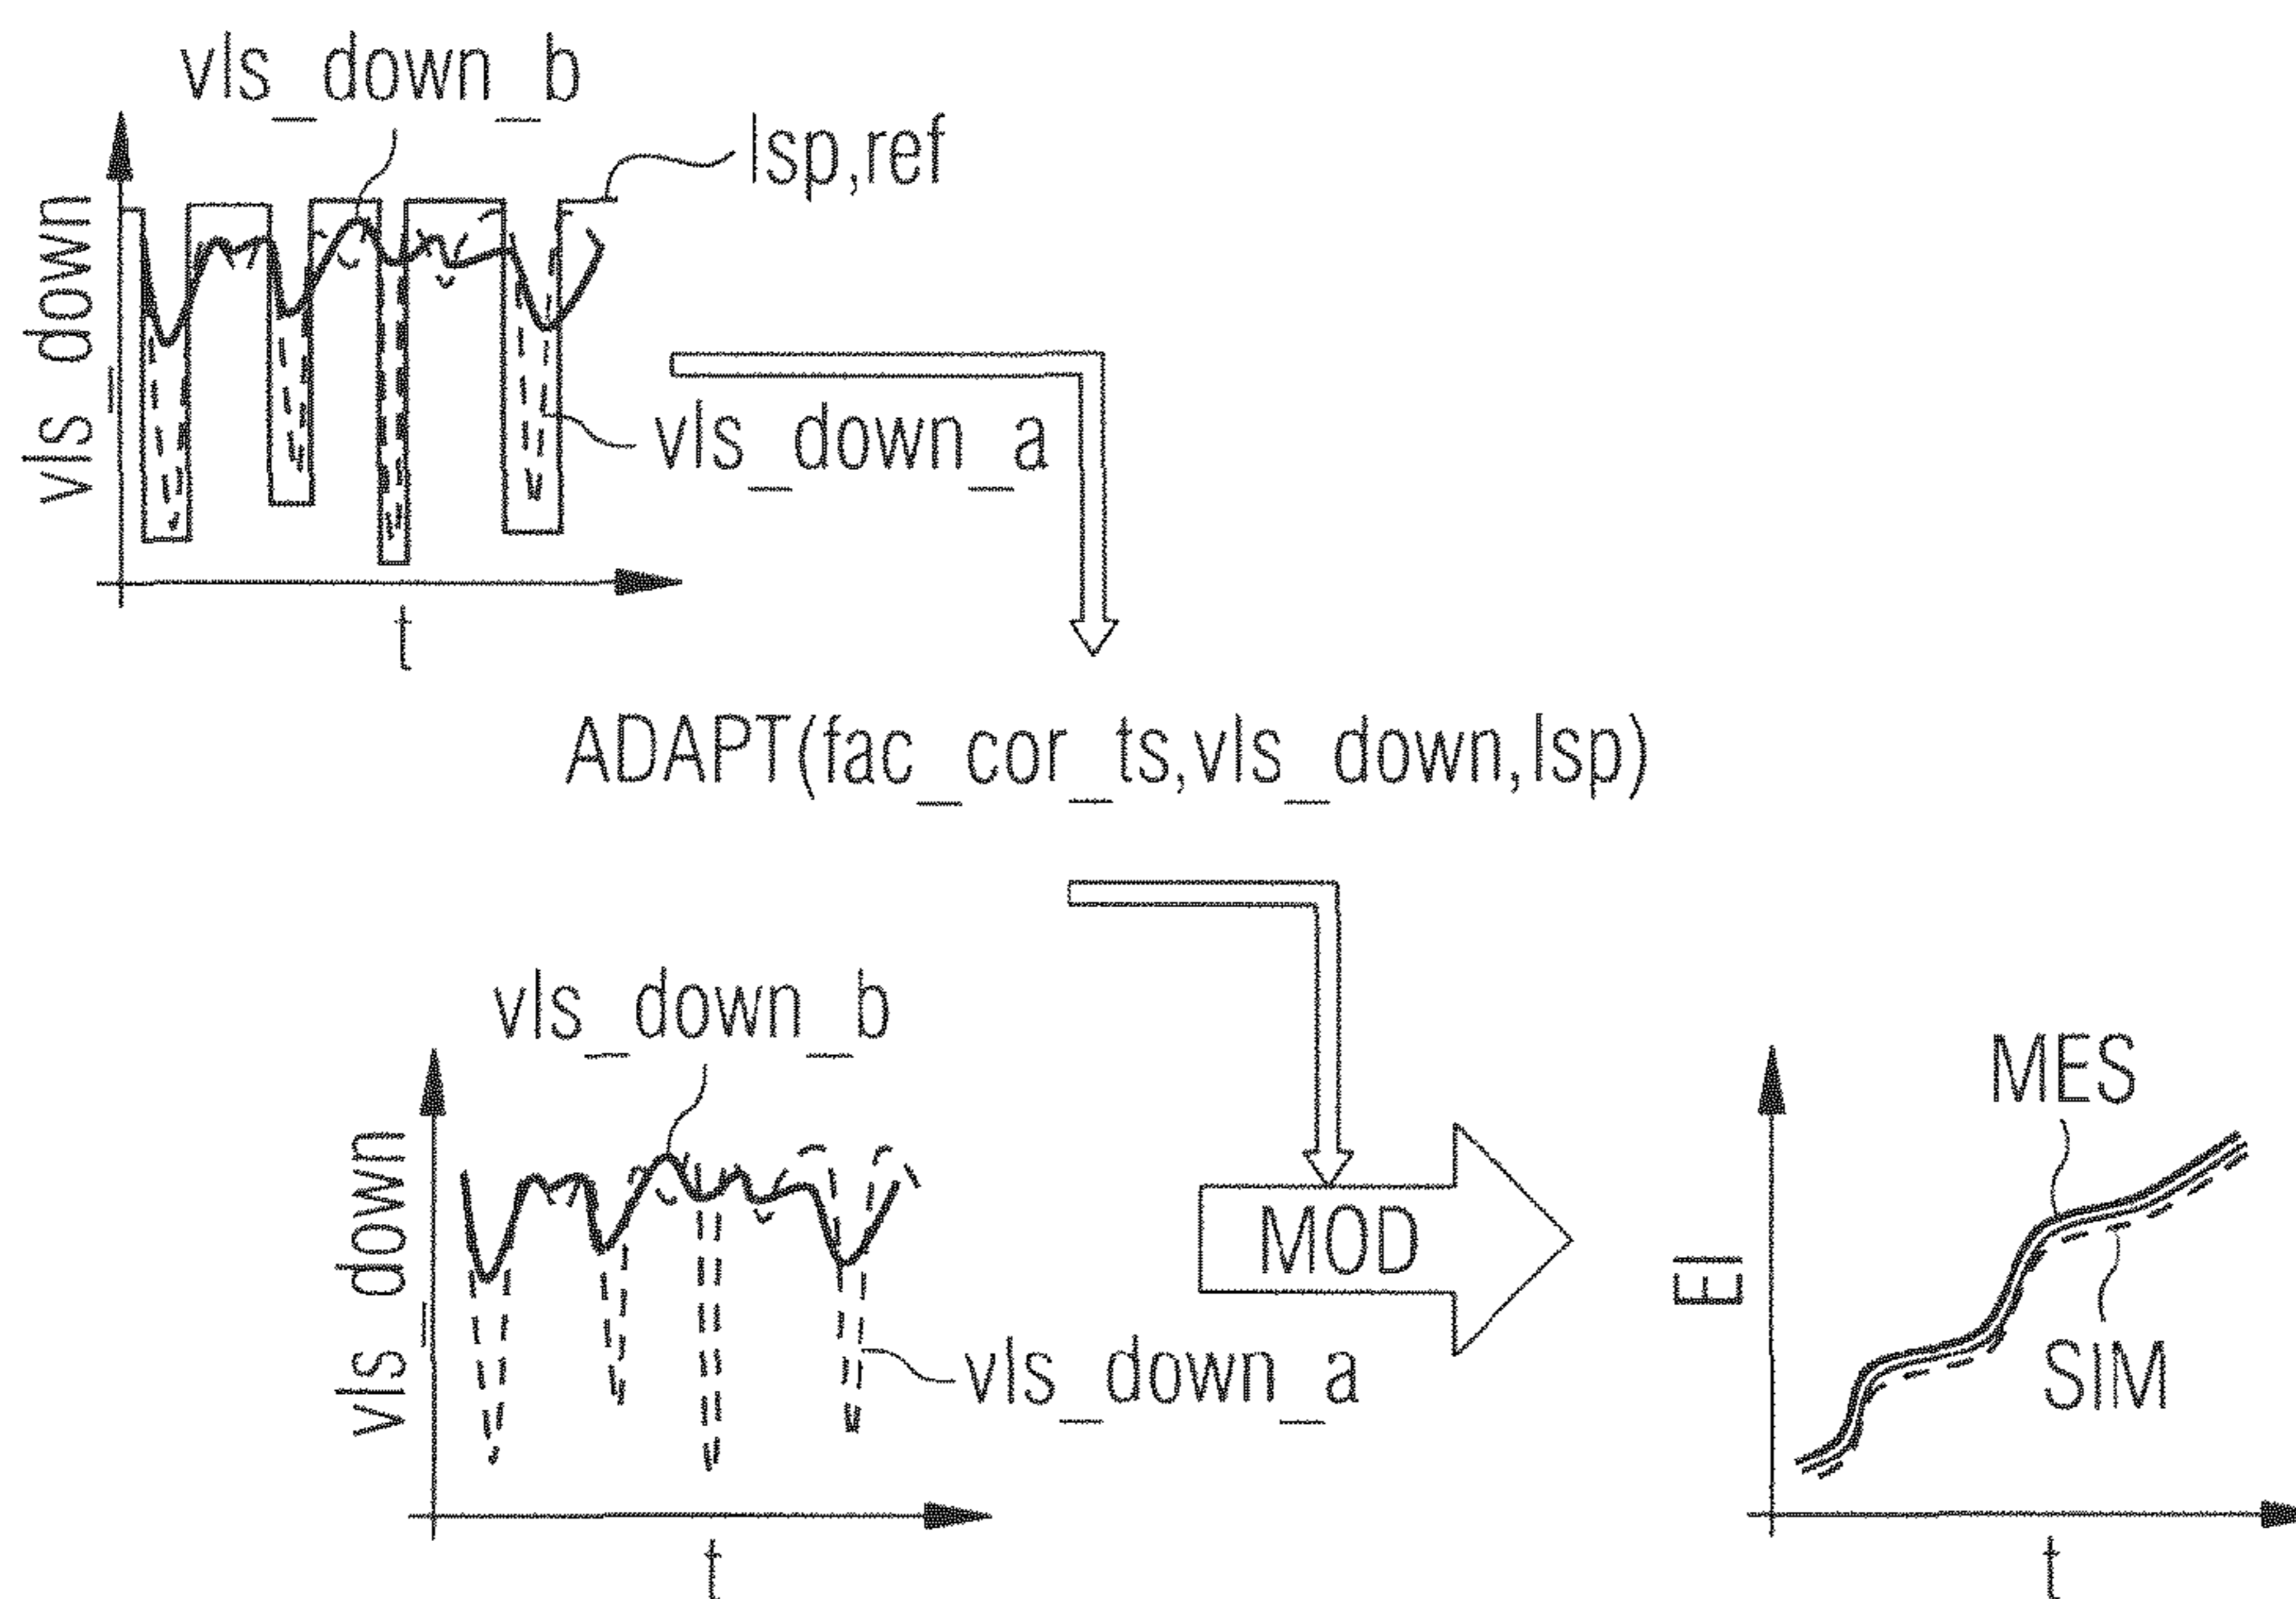 vls_down_b
lsp,ref
vls_down
vls_down_a
t
ADAPT(fac_cor_ts,vls_down,lsp)
vls_down_b
vls_down
vls_down_a
t
MOD
MES
EI
SIM
t